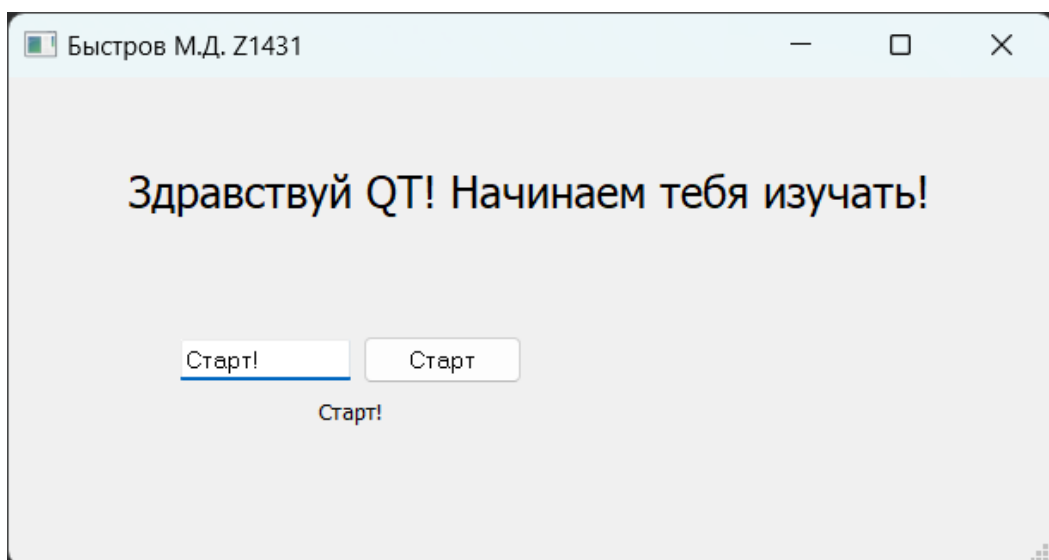 Быстров М.Д. Z1431
Здравствуй QT! Начинаем тебя изучать!
Старт! Старт
Старт!